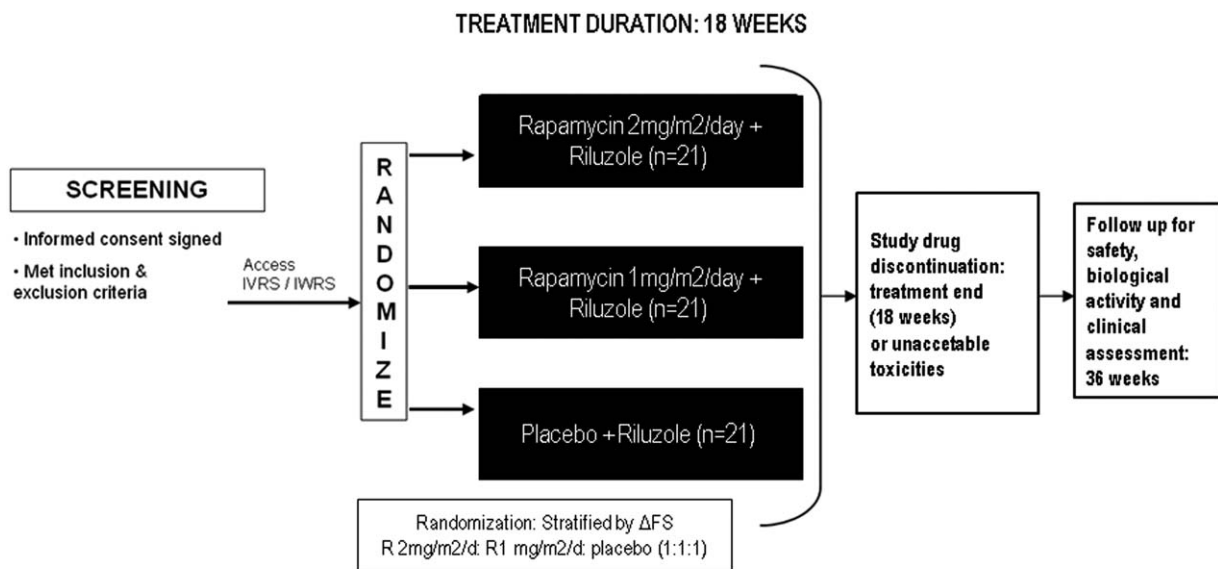 TREATMENT DURATION: 18 WEEKS
SCREENING
• Informed consent signed
• Met inclusion &
exclusion criteria
Access
IVRS / IWRS
RANDOMIZE
Rapamycin 2mg/m2/day +
Riluzole (n=21)
Rapamycin 1mg/m2/day +
Riluzole (n=21)
Placebo +Riluzole (n=21)
Randomization: Stratified by ΔFS
R 2mg/m2/d: R1 mg/m2/d: placebo (1:1:1)
Study drug
discontinuation:
treatment end
(18 weeks)
or unaccetable
toxicities
Follow up for
safety,
biological
activity and
clinical
assessment:
36 weeks